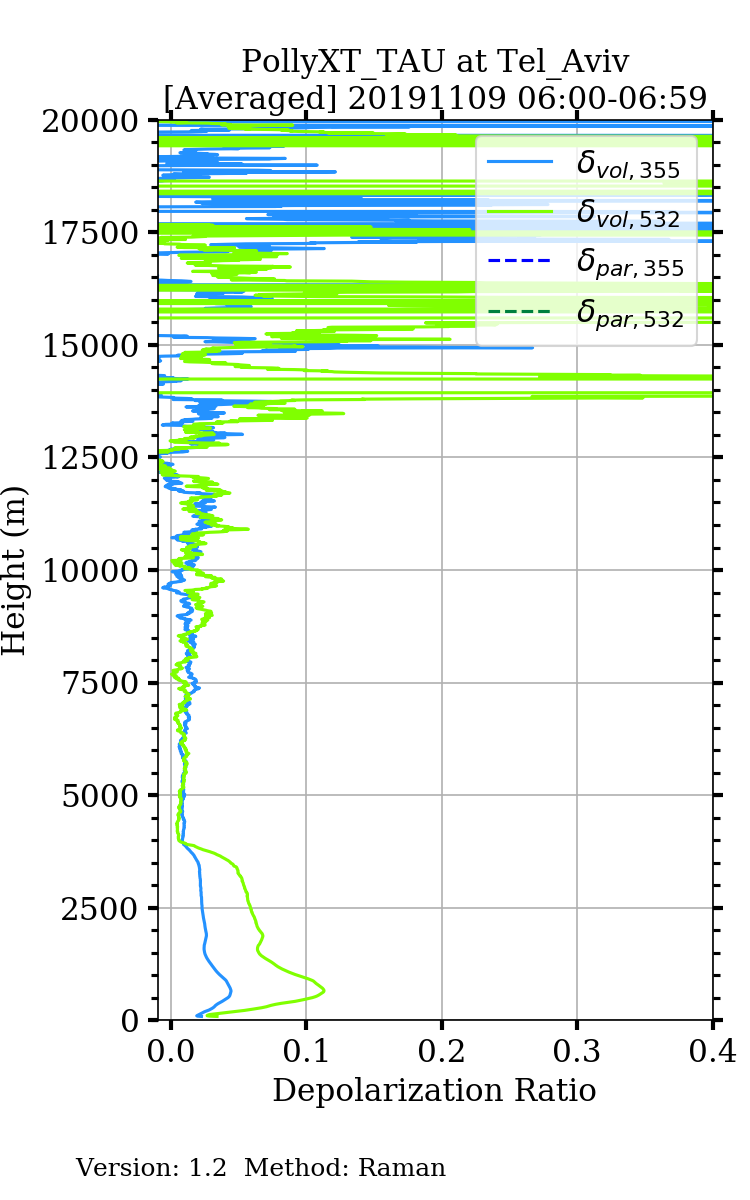 PollyXT_TAU at Tel_Aviv
[Averaged] 20191109 06:00-06:59
20000
17500
15000
12500
10000
7500
5000
2500
0
Height (m)
δvol, 355
δvol, 532
δpar, 355
δpar, 532
0.0 0.1 0.2 0.3 0.4
Depolarization Ratio
Version: 1.2 Method: Raman